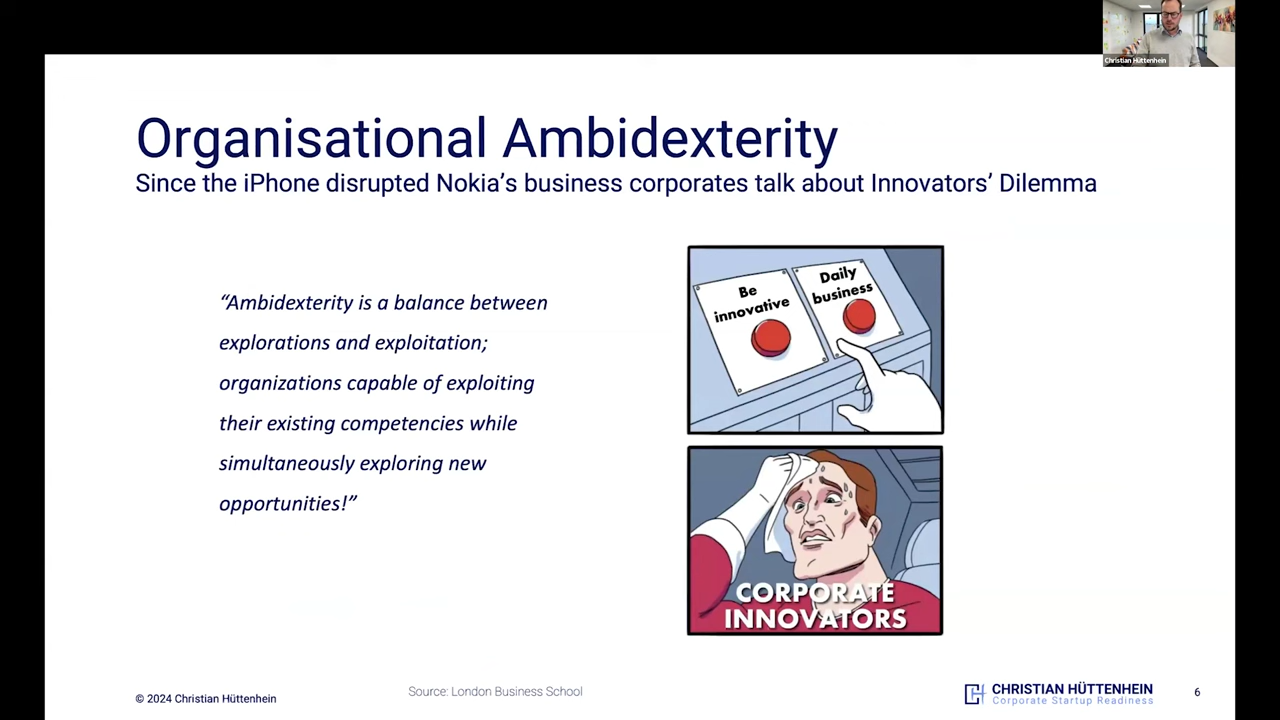 Christian Hüttenhein
Organisational Ambidexterity
Since the iPhone disrupted Nokia's business corporates talk about Innovators' Dilemma
“Ambidexterity is a balance between
explorations and exploitation;
organizations capable of exploiting
their existing competencies while
simultaneously exploring new
opportunities!”
Be
innovative
Daily
business
CORPORATE
INNOVATORS
© 2024 Christian Hüttenhein
Source: London Business School
CHRISTIAN HÜTTENHEIN
Corporate Startup Readiness
6